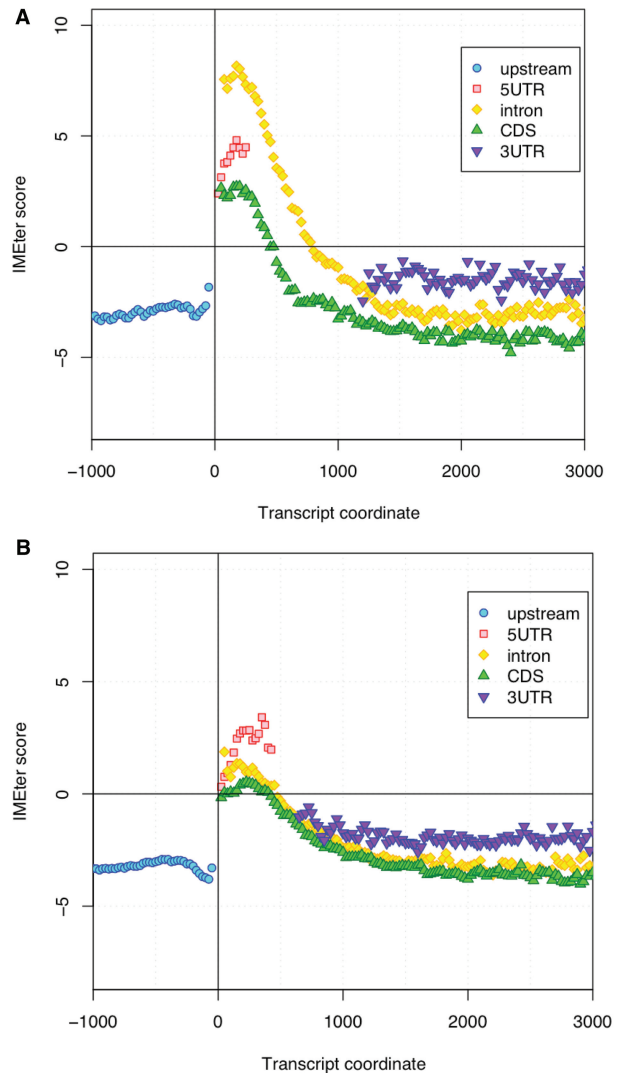 A
10
5
0
−5
IMEter score
upstream
5UTR
intron
CDS
3UTR
−1000
0
1000
2000
3000
Transcript coordinate
B
10
5
0
−5
IMEter score
upstream
5UTR
intron
CDS
3UTR
−1000
0
1000
2000
3000
Transcript coordinate